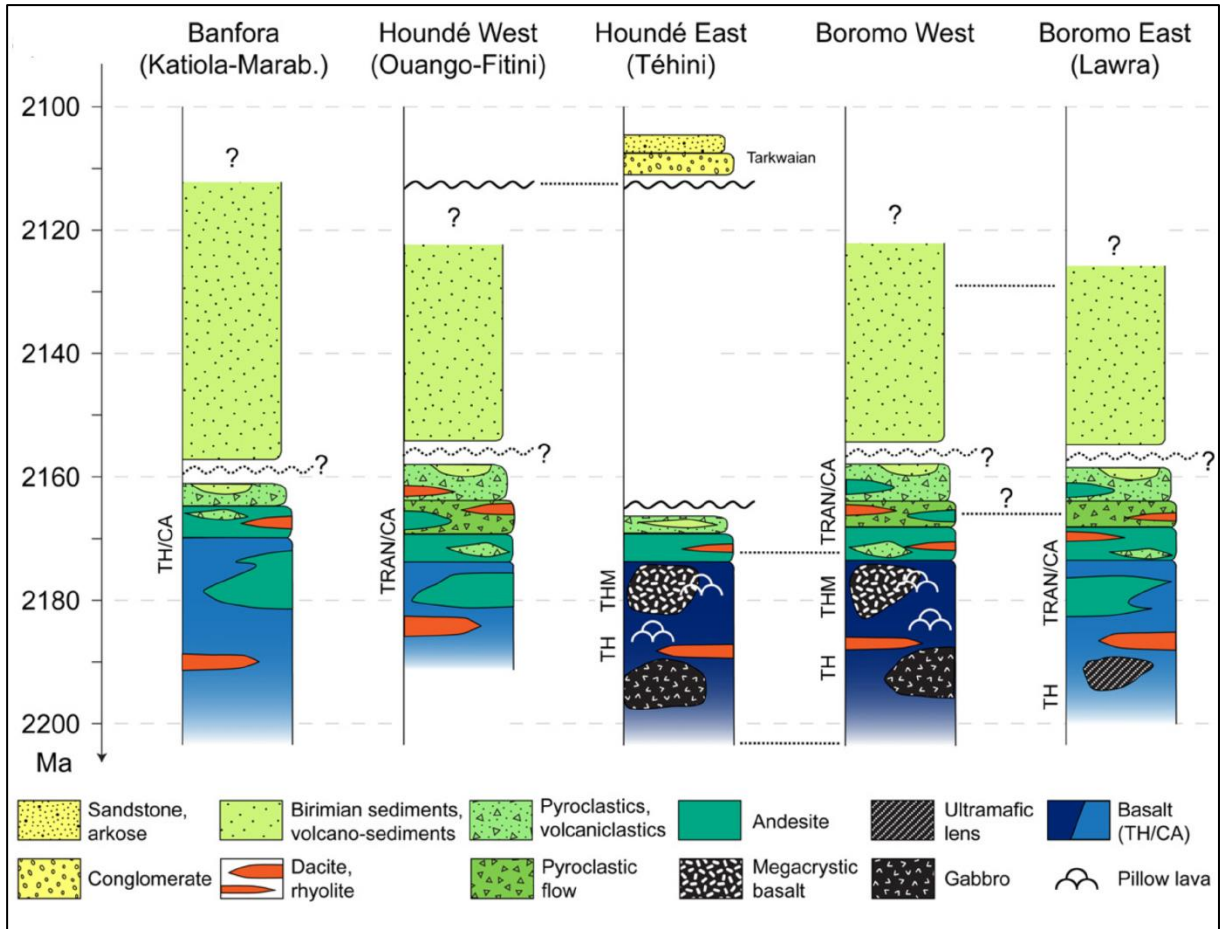 Banfora
(Katiola-Marab.)
Houndé West
(Ouango-Fitini)
Houndé East
(Téhini)
Boromo West
Boromo East
(Lawra)
2100
2120
2140
2160
2180
2200
Ma
?
?
TH/CA
?
?
TRAN/CA
Tarkwaian
THM
TH
?
?
TRAN/CA
THM
TH
?
?
?
TRAN/CA
TH
Sandstone,
arkose
Birimian sediments,
volcano-sediments
Pyroclastics,
volcaniclastics
Andesite
Ultramafic
lens
Basalt
(TH/CA)
Conglomerate
Dacite,
rhyolite
Pyroclastic
flow
Megacrystic
basalt
Gabbro
Pillow lava